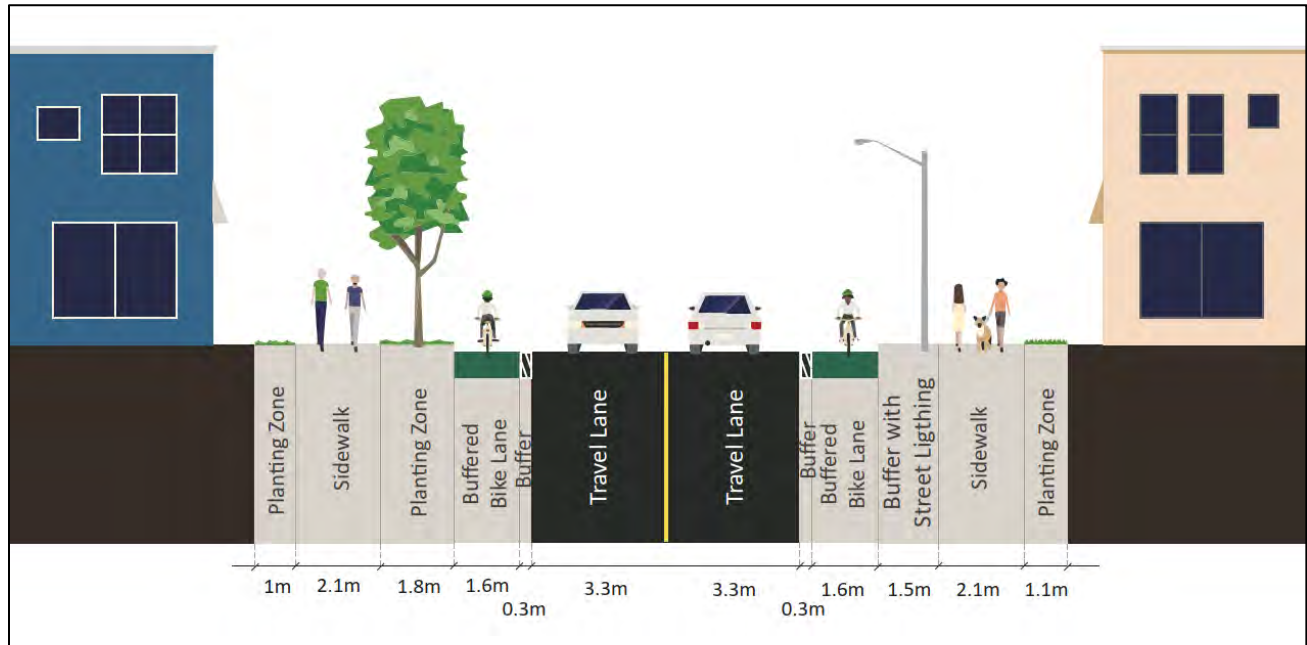 Planting Zone
Sidewalk
Planting Zone
Buffered
Bike Lane
Buffer
Travel Lane
Travel Lane
Buffer
Buffered
Bike Lane
Buffer with
Street Ligthing
Sidewalk
Planting Zone
1m
2.1m
1.8m
1.6m
0.3m
3.3m
3.3m
0.3m
1.6m
1.5m
2.1m
1.1m